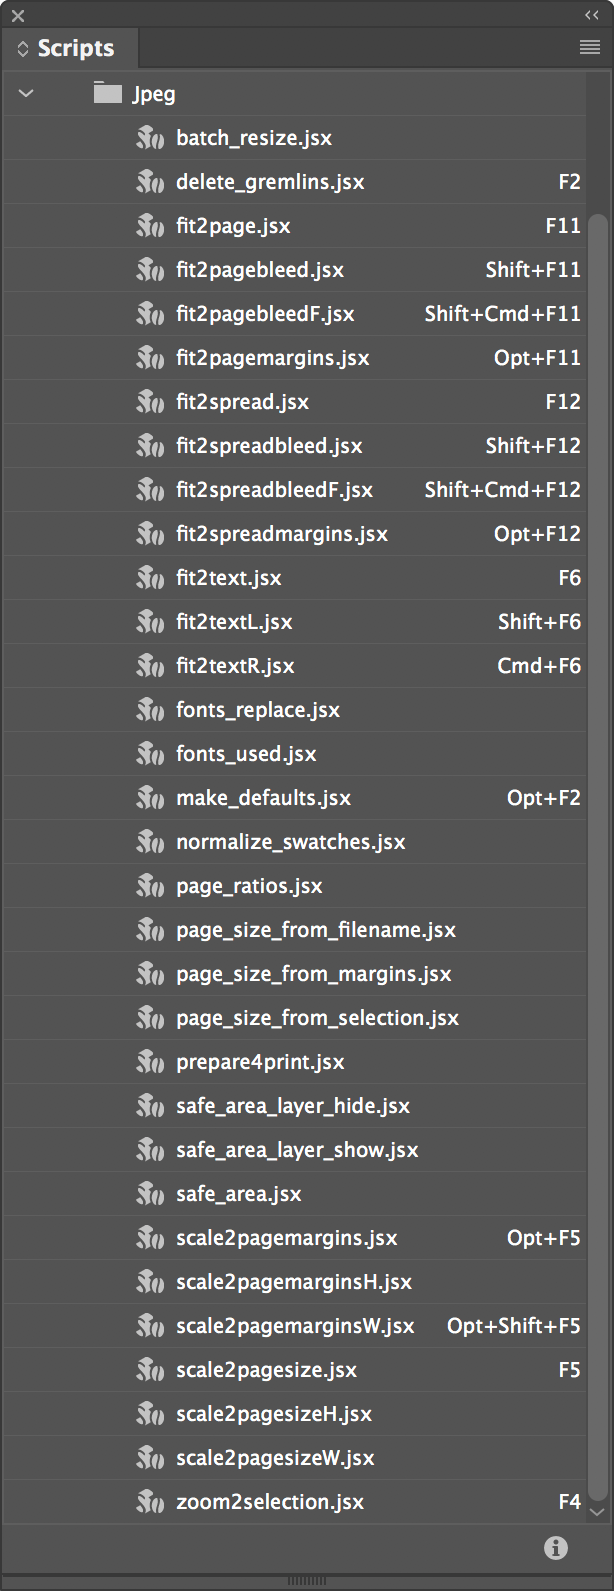 Scripts
Jpeg
batch_resize.jsx
delete_gremlins.jsx F2
fit2page.jsx F11
fit2pagebleed.jsx Shift+F11
fit2pagebleedF.jsx Shift+Cmd+F11
fit2pagemargins.jsx Opt+F11
fit2spread.jsx F12
fit2spreadbleed.jsx Shift+F12
fit2spreadbleedF.jsx Shift+Cmd+F12
fit2spreadmargins.jsx Opt+F12
fit2text.jsx F6
fit2textL.jsx Shift+F6
fit2textR.jsx Cmd+F6
fonts_replace.jsx
fonts_used.jsx
make_defaults.jsx Opt+F2
normalize_swatches.jsx
page_ratios.jsx
page_size_from_filename.jsx
page_size_from_margins.jsx
page_size_from_selection.jsx
prepare4print.jsx
safe_area_layer_hide.jsx
safe_area_layer_show.jsx
safe_area.jsx
scale2pagemargins.jsx Opt+F5
scale2pagemarginsH.jsx
scale2pagemarginsW.jsx Opt+Shift+F5
scale2pagesize.jsx F5
scale2pagesizeH.jsx
scale2pagesizeW.jsx
zoom2selection.jsx F4